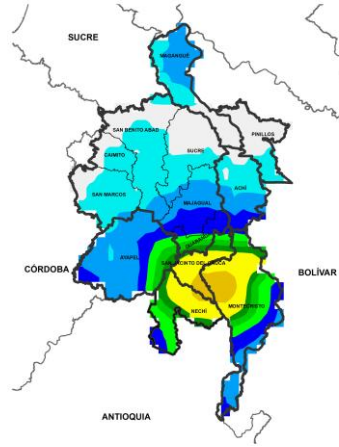 SUCRE
MAGANGUÉ
SAN BENITO ABAD
PINILLOS
SUCRE
CAIMITO
SAN MARCOS
ACHÍ
MAJAGUAL
AYAPEL
SAN JACINTO DEL CAUCA
CÓRDOBA
BOLÍVAR
MONTECRISTO
NECHÍ
ANTIOQUIA